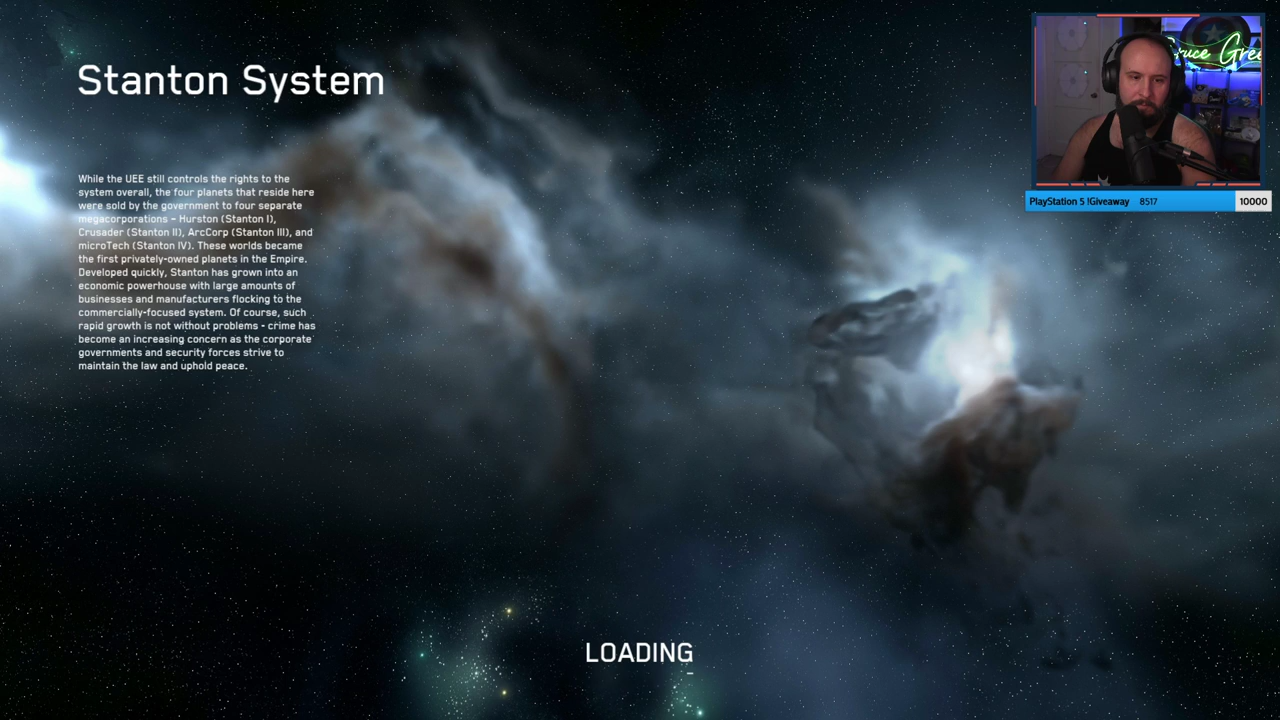 Stanton System
While the UEE still controls the rights to the
system overall, the four planets that reside here
were sold by the government to four separate
megacorporations - Hurston (Stanton I),
Crusader (Stanton II), ArcCorp (Stanton III), and
microTech (Stanton IV). These worlds became
the first privately-owned planets in the Empire.
Developed quickly, Stanton has grown into an
economic powerhouse with large amounts of
businesses and manufacturers flocking to the
commercially-focused system. Of course, such
rapid growth is not without problems - crime has
become an increasing concern as the corporate
governments and security forces strive to
maintain the law and uphold peace.
PlayStation 5 !Giveaway 8517 10000
LOADING